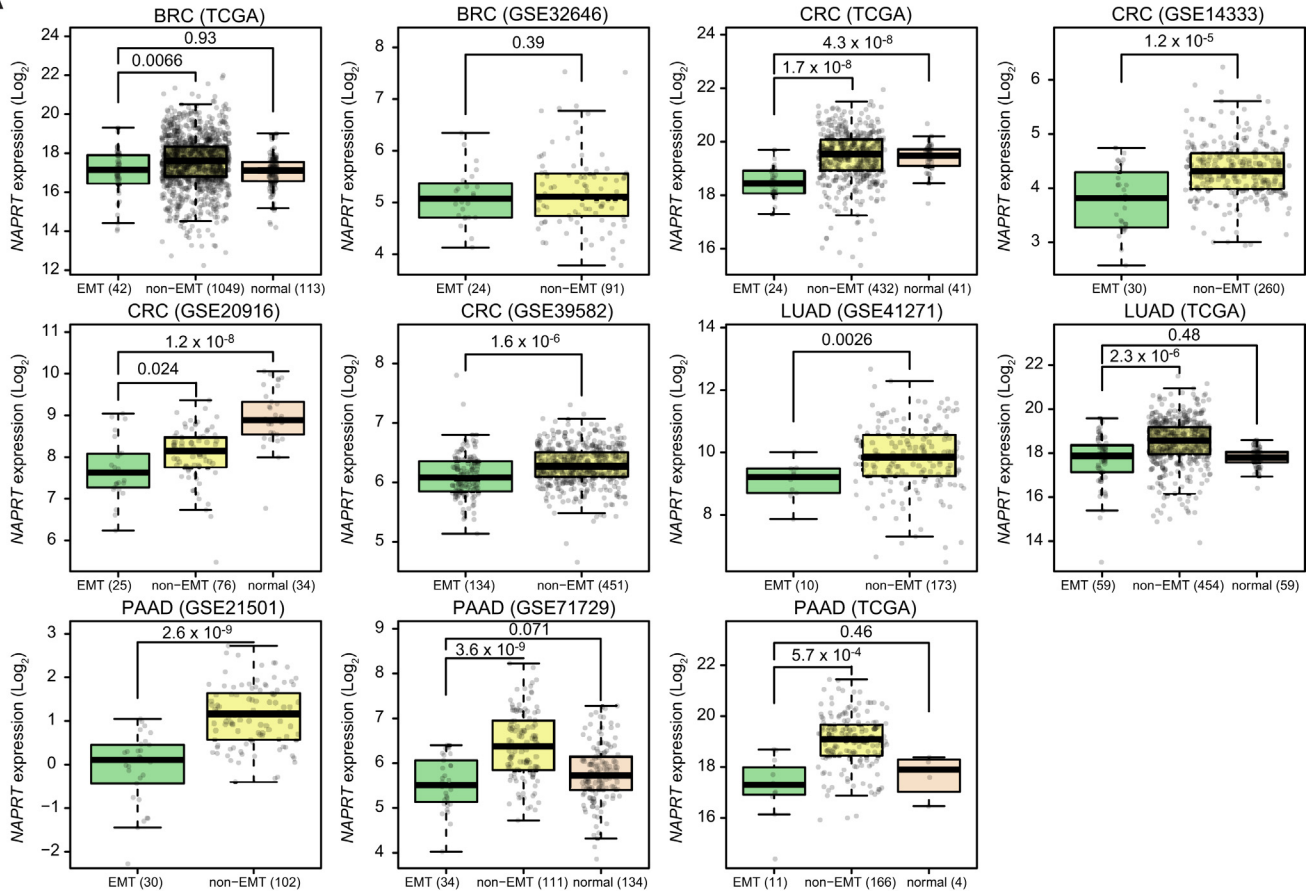 BRC (TCGA)
NAPRT expression (Log2)
24
22
20
18
16
14
12
0.93
0.0066
EMT (42) non-EMT (1049) normal (113)
BRC (GSE32646)
NAPRT expression (Log2)
8
7
6
5
4
0.39
EMT (24) non-EMT (91)
CRC (TCGA)
NAPRT expression (Log2)
24
22
20
18
16
4.3 x 10-8
1.7 x 10-8
EMT (24) non-EMT (432) normal (41)
CRC (GSE14333)
NAPRT expression (Log2)
6
5
4
3
1.2 x 10-5
EMT (30) non-EMT (260)
CRC (GSE20916)
NAPRT expression (Log2)
11
10
9
8
7
6
1.2 x 10-8
0.024
EMT (25) non-EMT (76) normal (34)
CRC (GSE39582)
NAPRT expression (Log2)
8
7
6
5
1.6 x 10-6
EMT (134) non-EMT (451)
LUAD (GSE41271)
NAPRT expression (Log2)
14
12
10
8
0.0026
EMT (10) non-EMT (173)
LUAD (TCGA)
NAPRT expression (Log2)
22
20
18
16
14
0.48
2.3 x 10-6
EMT (59) non-EMT (454) normal (59)
PAAD (GSE21501)
NAPRT expression (Log2)
3
2
1
0
−1
−2
2.6 x 10-9
EMT (30) non-EMT (102)
PAAD (GSE71729)
NAPRT expression (Log2)
9
8
7
6
5
4
0.071
3.6 x 10-9
EMT (34) non-EMT (111) normal (134)
PAAD (TCGA)
NAPRT expression (Log2)
22
20
18
16
0.46
5.7 x 10-4
EMT (11) non-EMT (166) normal (4)